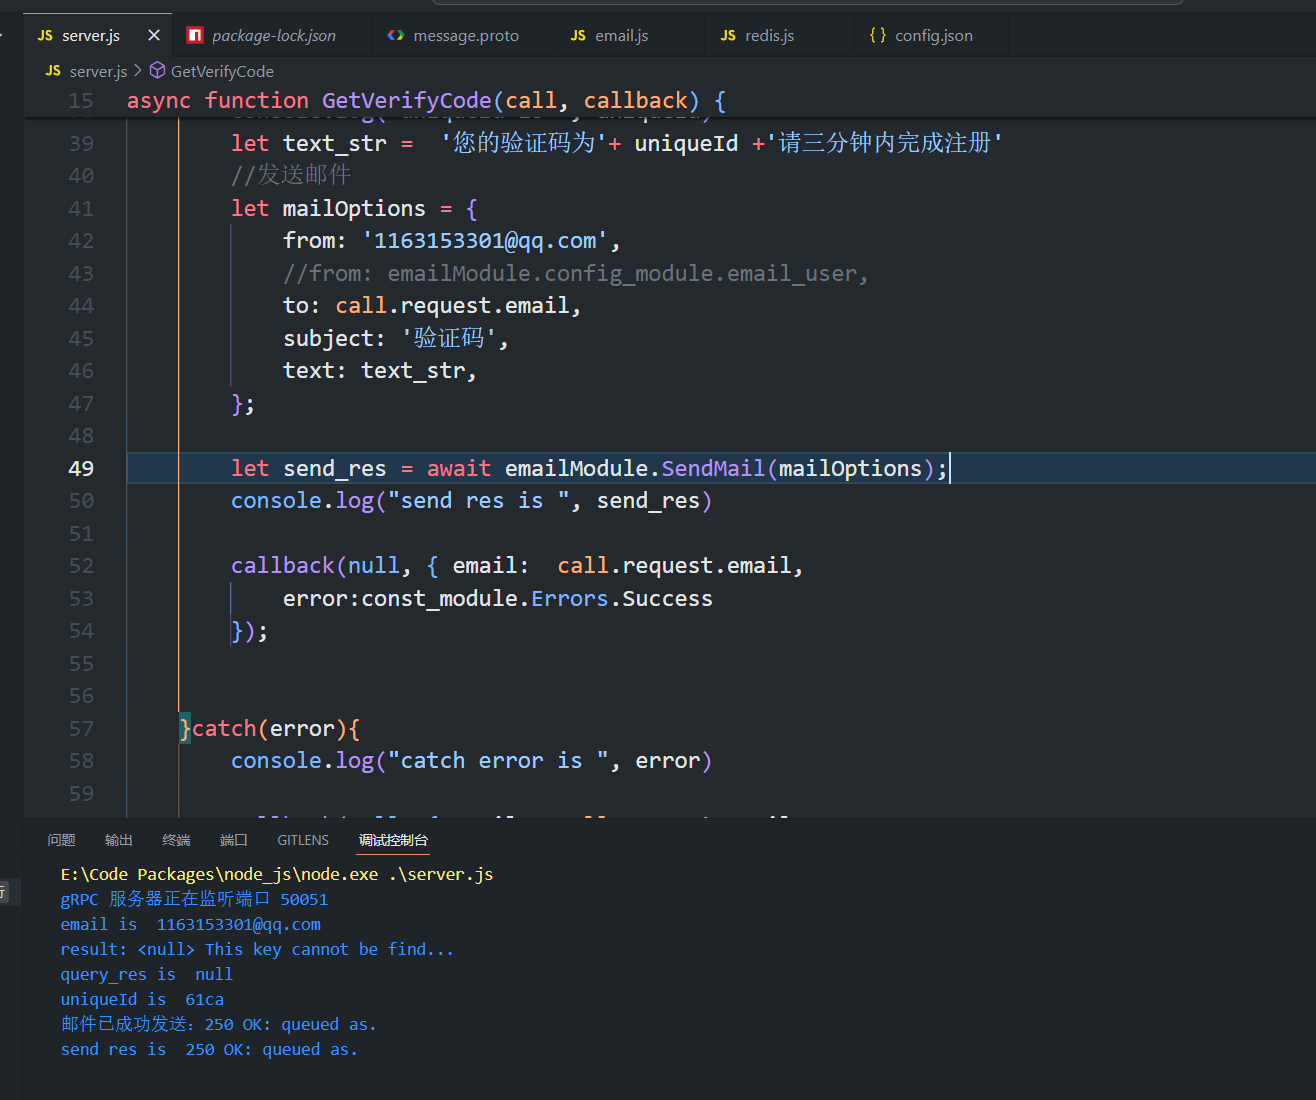 JS server.js × package-lock.json message.proto JS email.js JS redis.js {} config.json
JS server.js > GetVerifyCode
15 async function GetVerifyCode(call, callback) {
39 let text_str = '您的验证码为'+ uniqueId +'请三分钟内完成注册'
40 //发送邮件
41 let mailOptions = {
42 from: '1163153301@qq.com',
43 //from: emailModule.config_module.email_user,
44 to: call.request.email,
45 subject: '验证码',
46 text: text_str,
47 };
48
49 let send_res = await emailModule.SendMail(mailOptions);
50 console.log("send res is ", send_res)
51
52 callback(null, { email: call.request.email,
53 error:const_module.Errors.Success
54 });
55
56
57 }catch(error){
58 console.log("catch error is ", error)
59
问题 输出 终端 端口 GITLENS 调试控制台
E:\Code Packages\node_js\node.exe .\server.js
gRPC 服务器正在监听端口 50051
email is 1163153301@qq.com
result: <null> This key cannot be find...
query_res is null
uniqueId is 61ca
邮件已成功发送：250 OK: queued as.
send res is 250 OK: queued as.
行